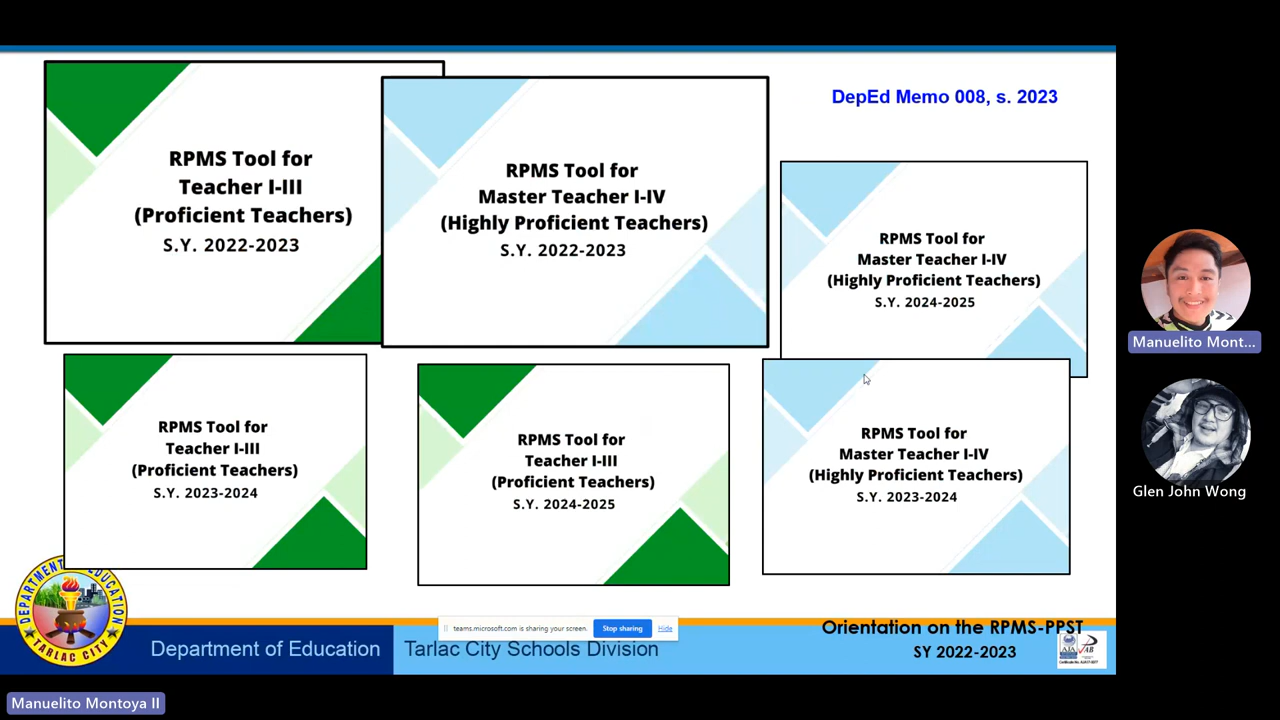 DepEd Memo 008, s. 2023
RPMS Tool for
Teacher I-III
(Proficient Teachers)
S.Y. 2022-2023
RPMS Tool for
Master Teacher I-IV
(Highly Proficient Teachers)
S.Y. 2022-2023
RPMS Tool for
Master Teacher I-IV
(Highly Proficient Teachers)
S.Y. 2024-2025
RPMS Tool for
Teacher I-III
(Proficient Teachers)
S.Y. 2023-2024
RPMS Tool for
Teacher I-III
(Proficient Teachers)
S.Y. 2024-2025
RPMS Tool for
Master Teacher I-IV
(Highly Proficient Teachers)
S.Y. 2023-2024
Manuelito Mont...
Glen John Wong
DEPARTMENT OF EDUCATION
TARLAC CITY
Department of Education
Tarlac City Schools Division
teams.microsoft.com is sharing your screen.
Stop sharing
Hide
Orientation on the RPMS-PPST
SY 2022-2023
Manuelito Montoya II